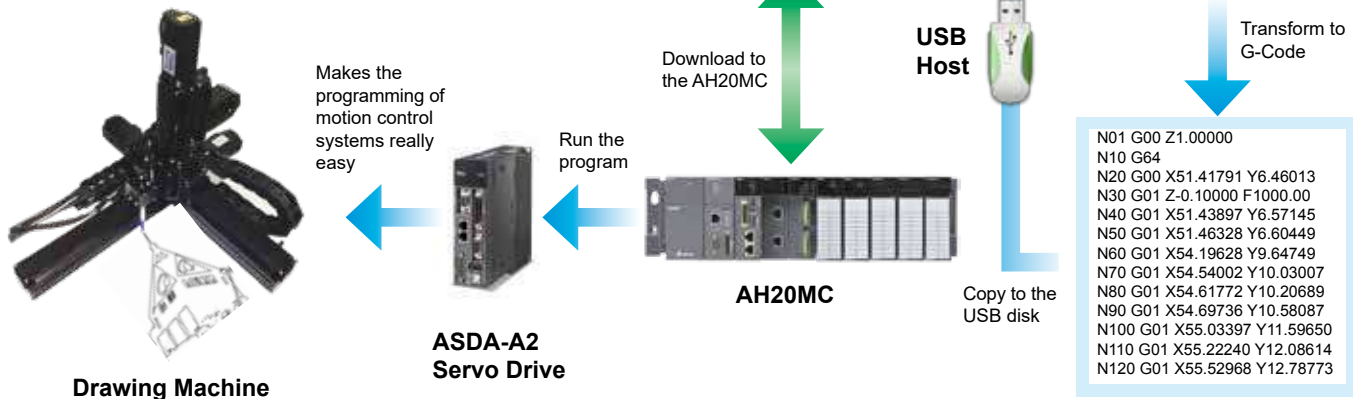 Makes the
programming of
motion control
systems really
easy
Drawing Machine
Run the
program
ASDA-A2
Servo Drive
Download to
the AH20MC
AH20MC
USB
Host
Copy to the
USB disk
Transform to
G-Code
N01 G00 Z1.00000
N10 G64
N20 G00 X51.41791 Y6.46013
N30 G01 Z-0.10000 F1000.00
N40 G01 X51.43897 Y6.57145
N50 G01 X51.46328 Y6.60449
N60 G01 X54.19628 Y9.64749
N70 G01 X54.54002 Y10.03007
N80 G01 X54.61772 Y10.20689
N90 G01 X54.69736 Y10.58087
N100 G01 X55.03397 Y11.59650
N110 G01 X55.22240 Y12.08614
N120 G01 X55.52968 Y12.78773